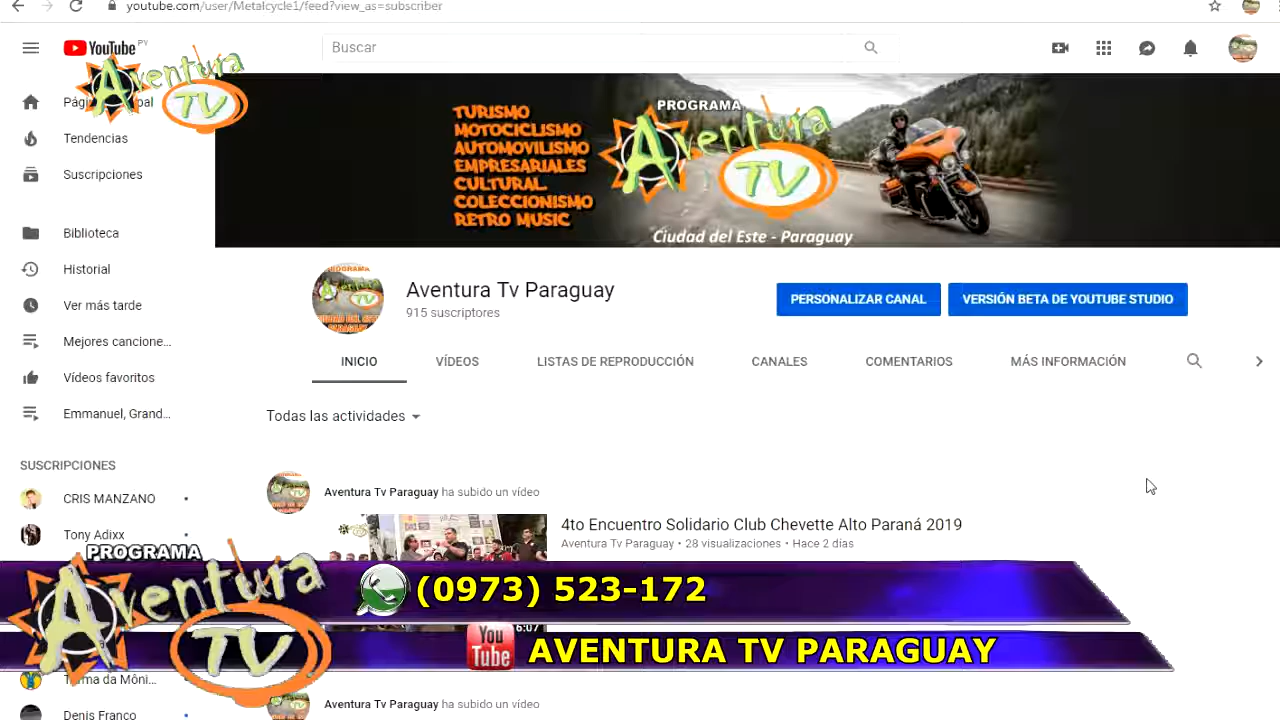 youtube.com/user/Metalcycle1/feed?view_as=subscriber
YouTube PY
Buscar
Aventura
TV
Tendencias
Suscripciones
Biblioteca
Historial
Ver más tarde
Mejores cancione...
Vídeos favoritos
Emmanuel, Grand...
SUSCRIPCIONES
CRIS MANZANO
Tony Adixx
Denis Franco
TURISMO
MOTOCICLISMO
AUTOMOVILISMO
EMPRESARIALES
CULTURAL.
COLECCIONISMO
RETRO MUSIC
PROGRAMA
Aventura
TV
Ciudad del Este - Paraguay
Aventura Tv Paraguay
915 suscriptores
PERSONALIZAR CANAL
VERSIÓN BETA DE YOUTUBE STUDIO
INICIO
VÍDEOS
LISTAS DE REPRODUCCIÓN
CANALES
COMENTARIOS
MÁS INFORMACIÓN
Todas las actividades
Aventura Tv Paraguay ha subido un vídeo
4to Encuentro Solidario Club Chevette Alto Paraná 2019
Aventura Tv Paraguay • 28 visualizaciones • Hace 2 días
PROGRAMA
Aventura
TV
(0973) 523-172
You
Tube
AVENTURA TV PARAGUAY
Aventura Tv Paraguay ha subido un vídeo